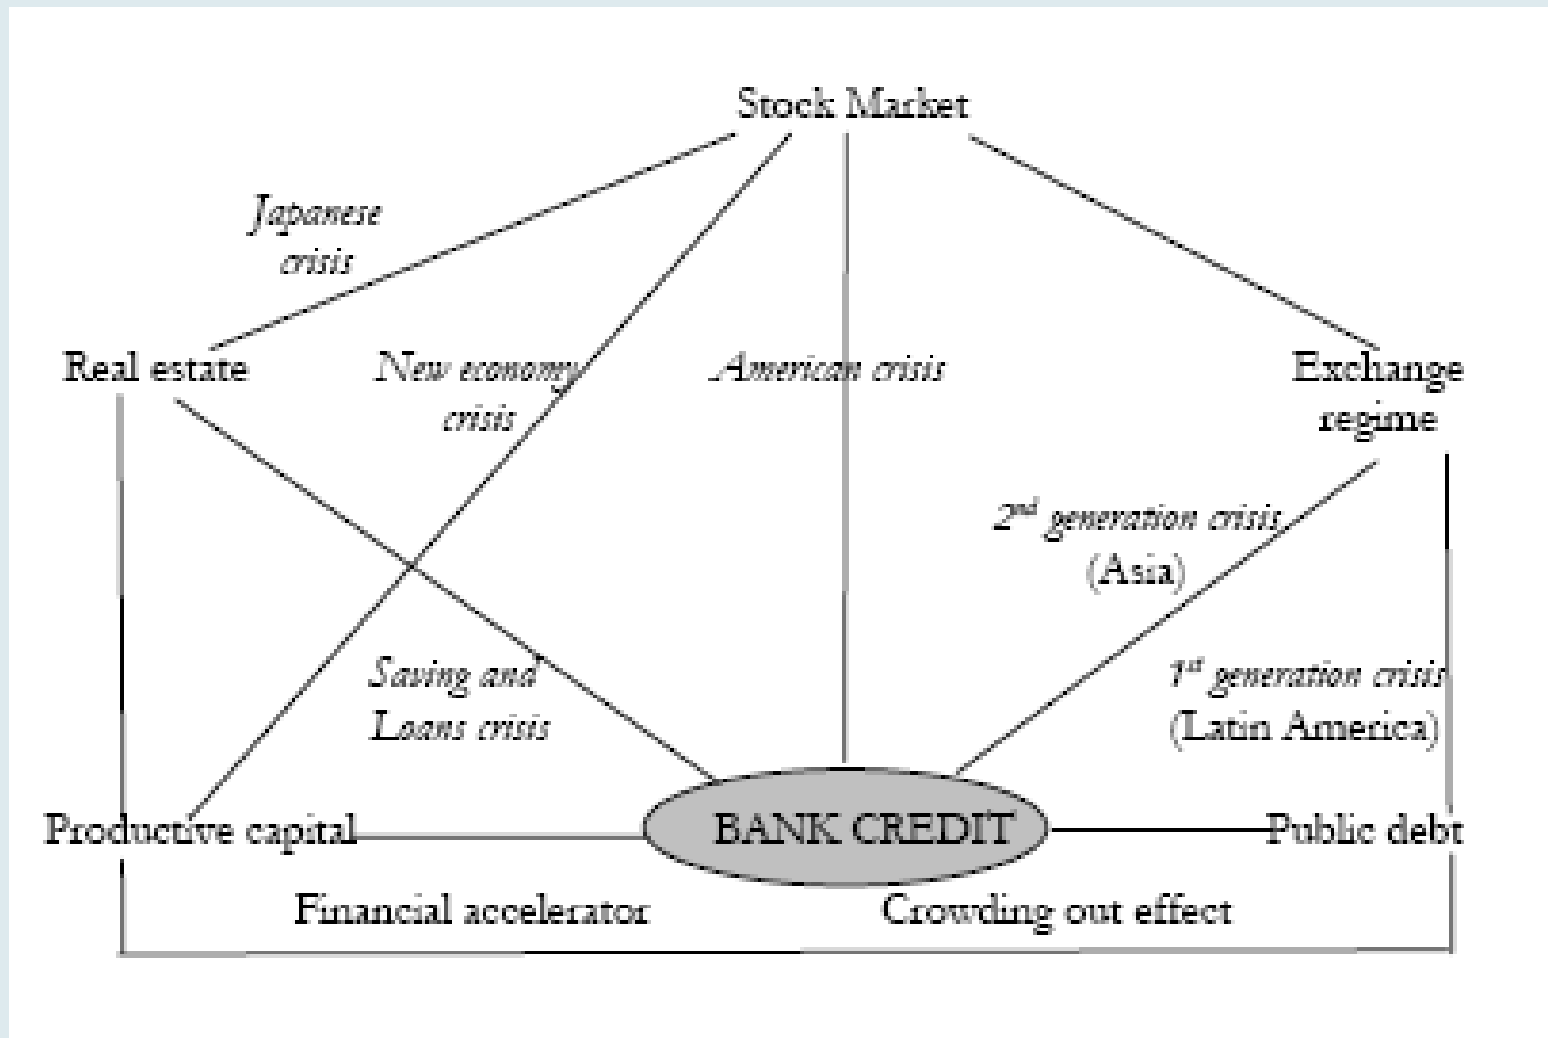 Stock Market
Japanese
crisis
Real estate
New economy
crisis
American crisis
Exchange
regime
2nd generation crisis
(Asia)
Saving and
Loans crisis
1st generation crisis
(Latin America)
Productive capital
BANK CREDIT
Public debt
Financial accelerator
Crowding out effect